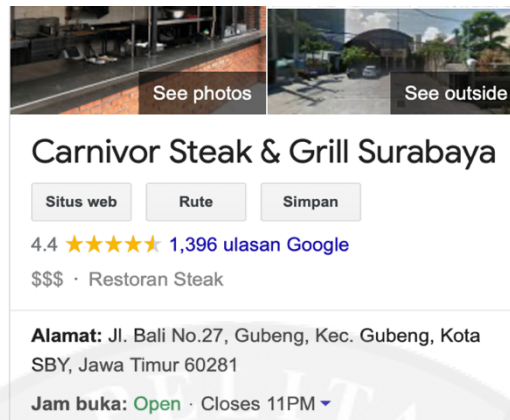 See photos
See outside
Carnivor Steak & Grill Surabaya
Situs web
Rute
Simpan
4.4 1,396 ulasan Google
$$$ · Restoran Steak
Alamat: Jl. Bali No.27, Gubeng, Kec. Gubeng, Kota
SBY, Jawa Timur 60281
Jam buka: Open · Closes 11PM